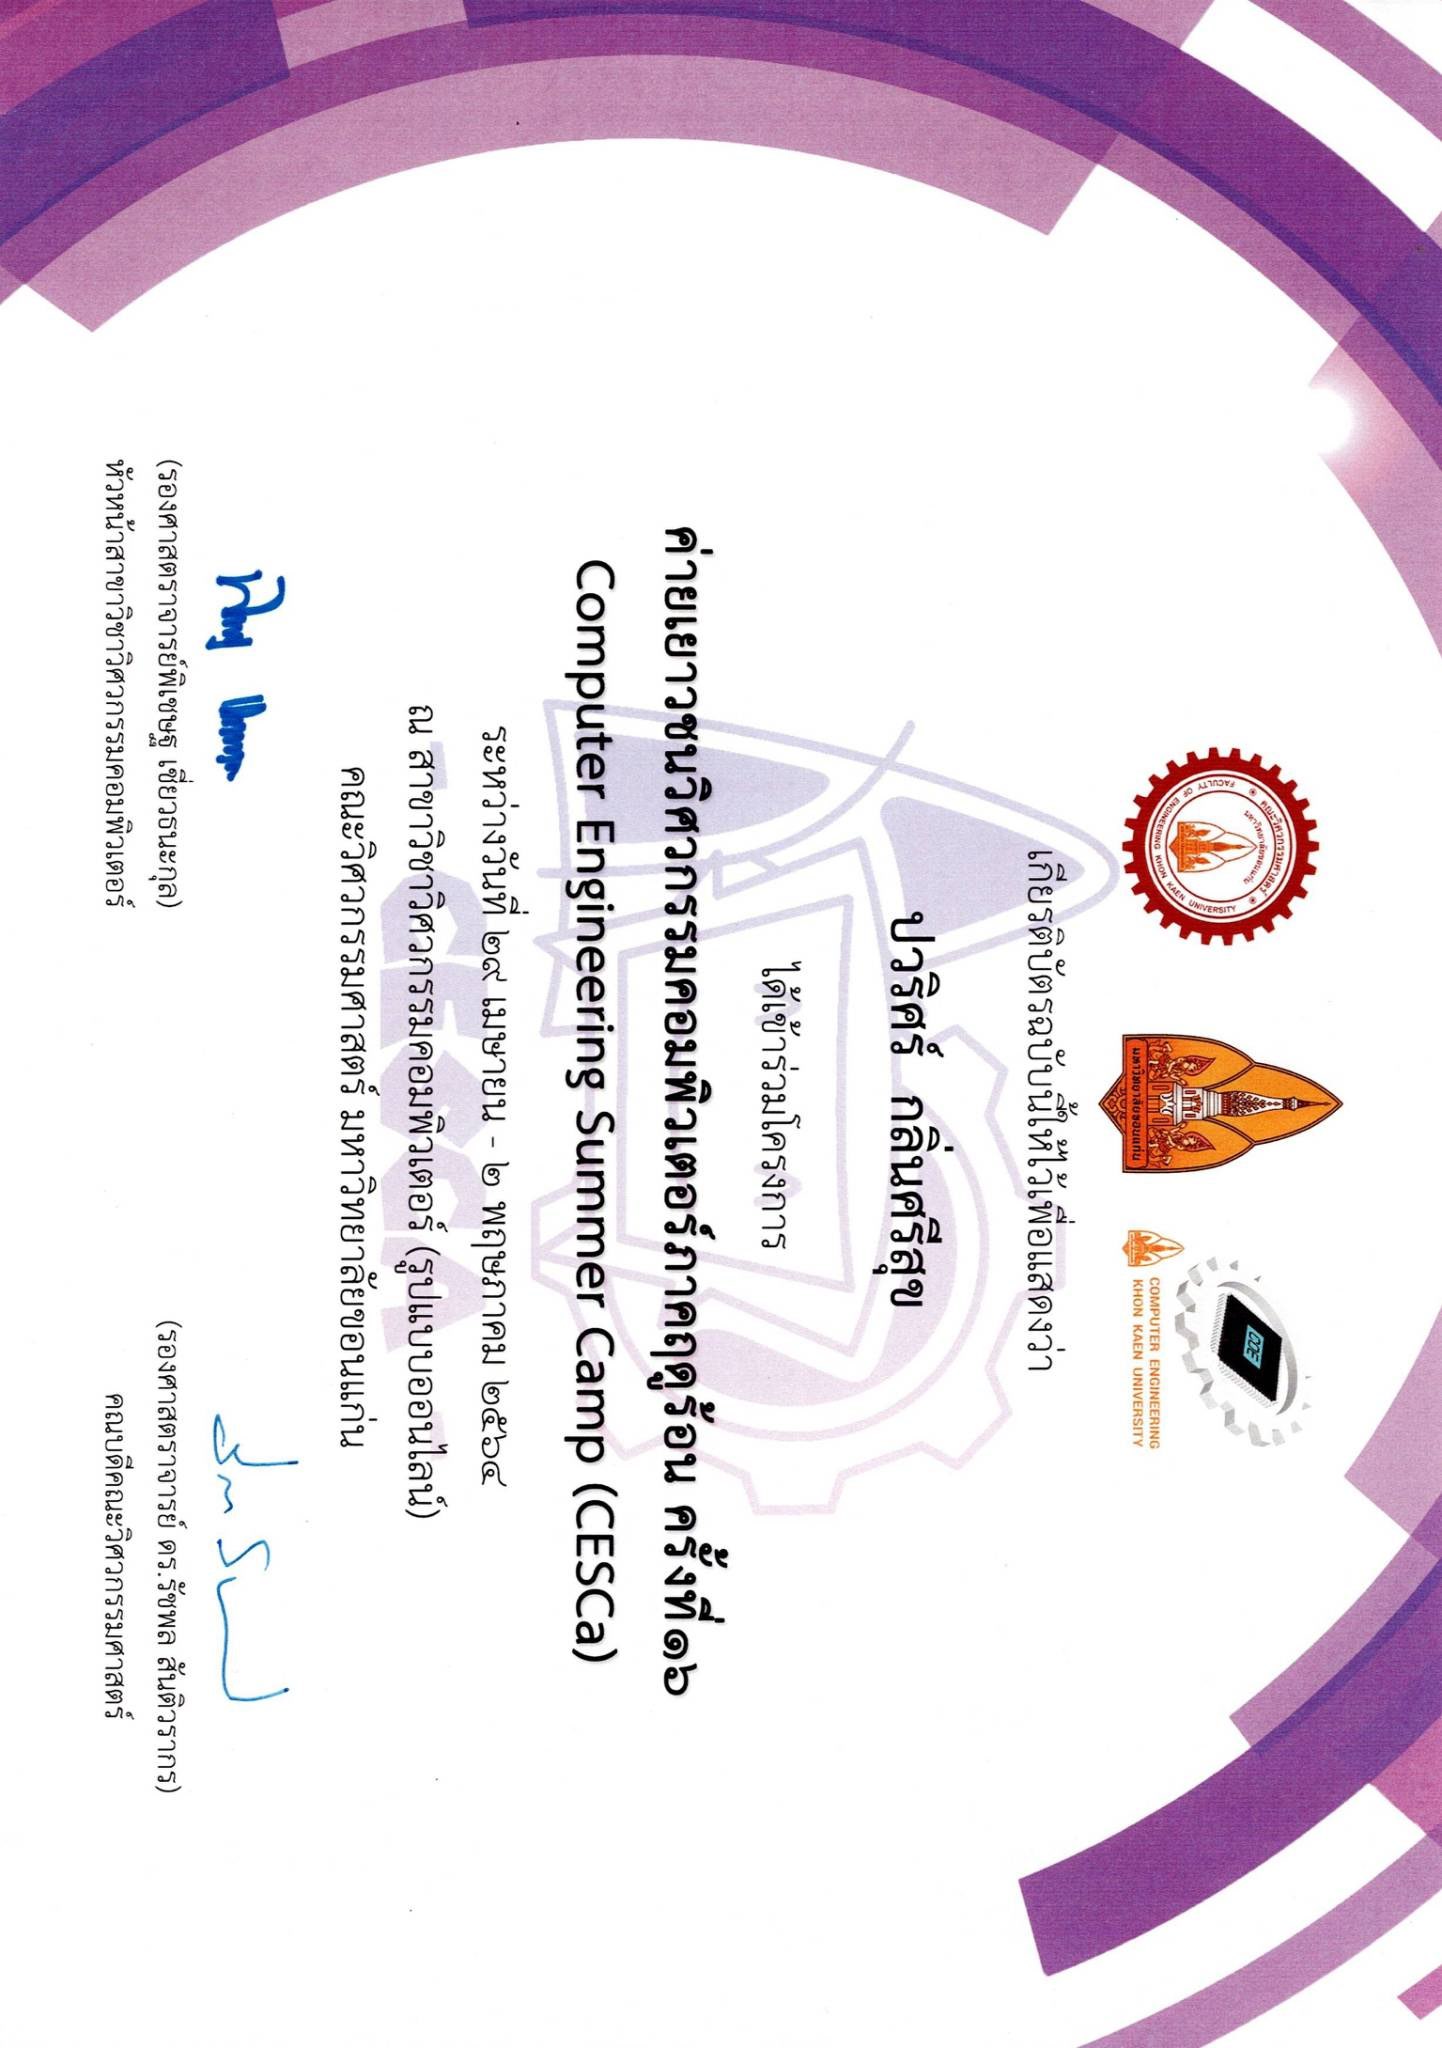 คณะวิศวกรรมศาสตร์
มหาวิทยาลัยขอนแก่น
FACULTY OF ENGINEERING KHON KAEN UNIVERSITY
มหาวิทยาลัยขอนแก่น
COE
COMPUTER ENGINEERING
KHON KAEN UNIVERSITY
เกียรติบัตรฉบับนี้ให้ไว้เพื่อแสดงว่า
ปวริศร์ กลิ่นศรีสุข
ได้เข้าร่วมโครงการ
ค่ายเยาวชนวิศวกรรมคอมพิวเตอร์ภาคฤดูร้อน ครั้งที่๑๖
Computer Engineering Summer Camp (CESCa)
ระหว่างวันที่ ๒๙ เมษายน - ๒ พฤษภาคม ๒๕๖๔
- CESCA -
ณ สาขาวิชาวิศวกรรมคอมพิวเตอร์ (รูปแบบออนไลน์)
คณะวิศวกรรมศาสตร์ มหาวิทยาลัยขอนแก่น
(รองศาสตราจารย์พิเชษฐ เชี่ยวธนะกุล)
หัวหน้าสาขาวิชาวิศวกรรมคอมพิวเตอร์
(รองศาสตราจารย์ ดร.รัชพล สันติวรากร)
คณบดีคณะวิศวกรรมศาสตร์